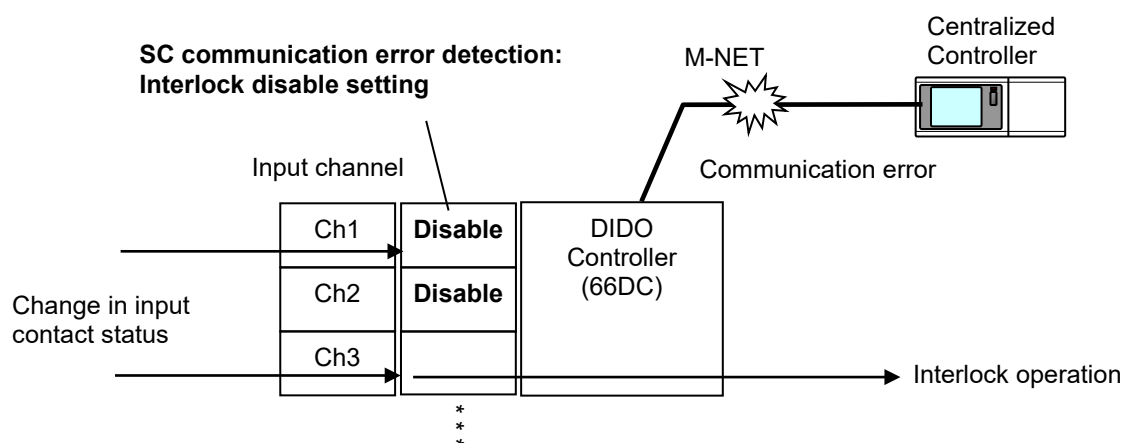 Centralized
Controller
SC communication error detection:
Interlock disable setting
M-NET
Input channel
Communication error
Ch1
Disable
DIDO
Controller
(66DC)
Ch2
Disable
Change in input
contact status
Ch3
Interlock operation
* * *